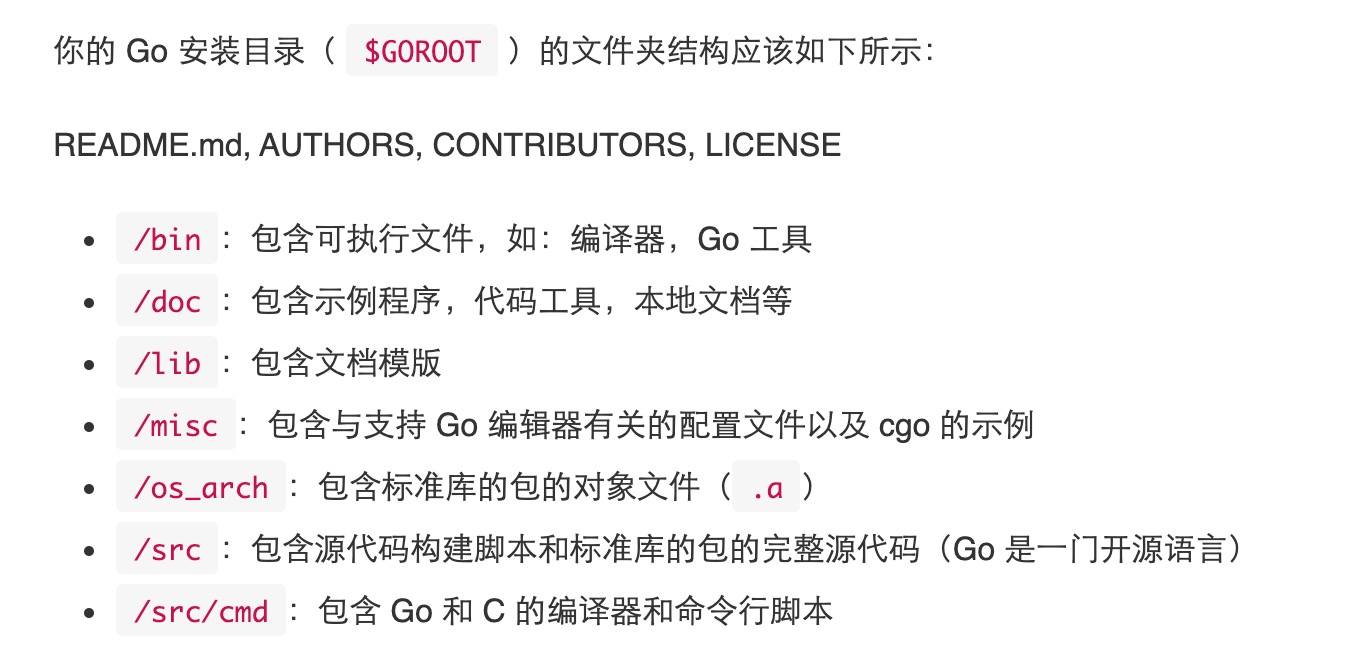 你的 Go 安装目录（ $GOROOT ）的文件夹结构应该如下所示：
README.md, AUTHORS, CONTRIBUTORS, LICENSE
• /bin ：包含可执行文件，如：编译器，Go 工具
• /doc ：包含示例程序，代码工具，本地文档等
• /lib ：包含文档模版
• /misc ：包含与支持 Go 编辑器有关的配置文件以及 cgo 的示例
• /os_arch ：包含标准库的包的对象文件（ .a ）
• /src ：包含源代码构建脚本和标准库的包的完整源代码（Go 是一门开源语言）
• /src/cmd ：包含 Go 和 C 的编译器和命令行脚本